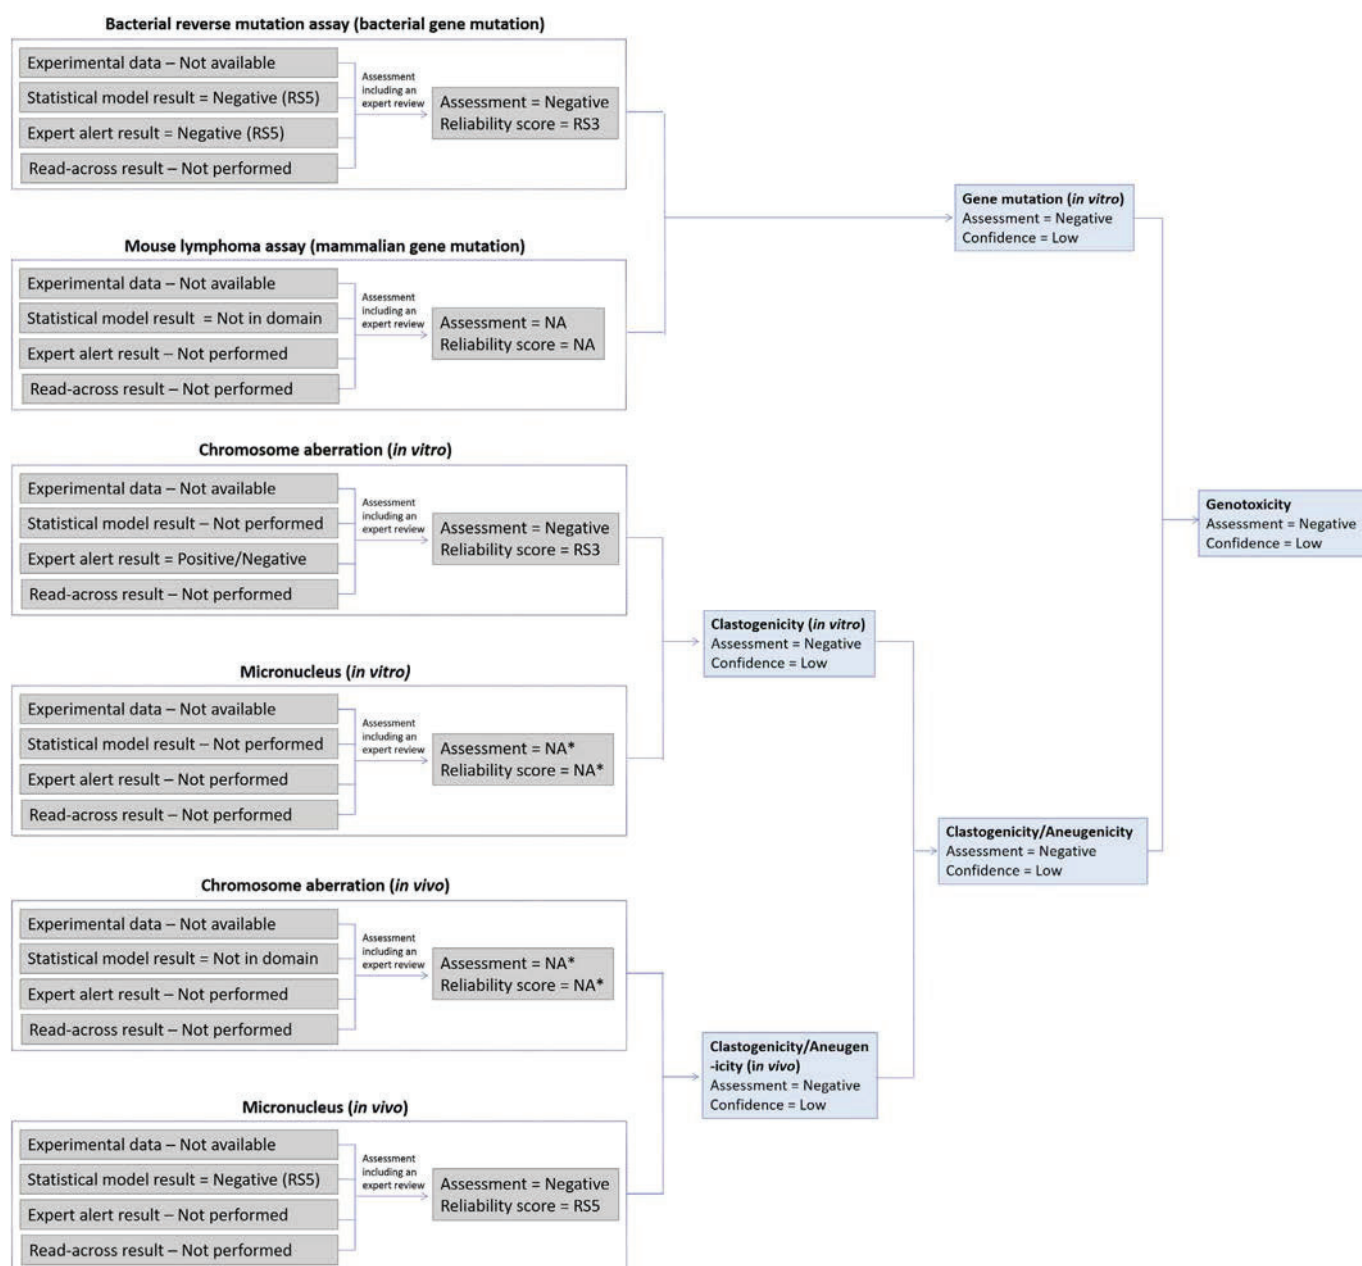 Bacterial reverse mutation assay (bacterial gene mutation)
Experimental data – Not available
Statistical model result = Negative (RS5)
Expert alert result = Negative (RS5)
Read-across result – Not performed
Assessment
including an
expert review
Assessment = Negative
Reliability score = RS3
Mouse lymphoma assay (mammalian gene mutation)
Experimental data – Not available
Statistical model result = Not in domain
Expert alert result – Not performed
Read-across result – Not performed
Assessment
including an
expert review
Assessment = NA
Reliability score = NA
Gene mutation (in vitro)
Assessment = Negative
Confidence = Low
Chromosome aberration (in vitro)
Experimental data – Not available
Statistical model result – Not performed
Expert alert result = Positive/Negative
Read-across result – Not performed
Assessment
including an
expert review
Assessment = Negative
Reliability score = RS3
Micronucleus (in vitro)
Experimental data – Not available
Statistical model result – Not performed
Expert alert result – Not performed
Read-across result – Not performed
Assessment
including an
expert review
Assessment = NA*
Reliability score = NA*
Clastogenicity (in vitro)
Assessment = Negative
Confidence = Low
Chromosome aberration (in vivo)
Experimental data – Not available
Statistical model result = Not in domain
Expert alert result – Not performed
Read-across result – Not performed
Assessment
including an
expert review
Assessment = NA*
Reliability score = NA*
Micronucleus (in vivo)
Experimental data – Not available
Statistical model result = Negative (RS5)
Expert alert result – Not performed
Read-across result – Not performed
Assessment
including an
expert review
Assessment = Negative
Reliability score = RS5
Clastogenicity/Aneugen
-icity (in vivo)
Assessment = Negative
Confidence = Low
Clastogenicity/Aneugenicity
Assessment = Negative
Confidence = Low
Genotoxicity
Assessment = Negative
Confidence = Low